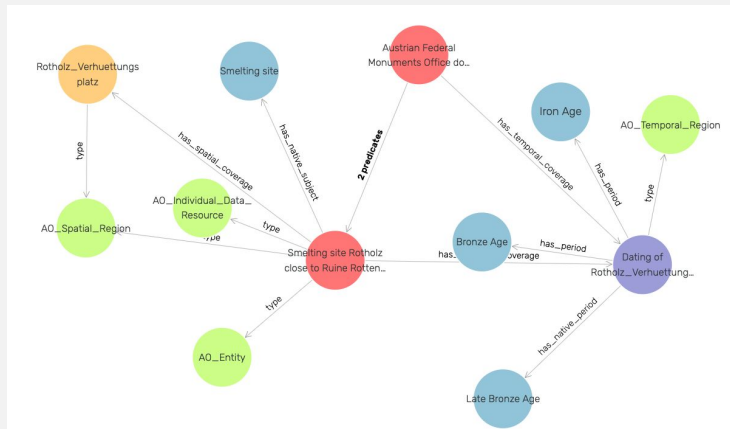 Austrian Federal
Monuments Office do...
Rotholz_Verhuettungs
platz
Smelting site
Iron Age
AO_Temporal_Region
has_temporal_coverage
has_native_subject
2 predicates
has_spatial_coverage
type
has_period
type
AO_Individual_Data_
Resource
type
AO_Spatial_Region
Bronze Age
has_period
Smelting site Rotholz
close to Ruine Rotten...
Dating of
Rotholz_Verhuettung...
type
has_native_period
AO_Entity
Late Bronze Age